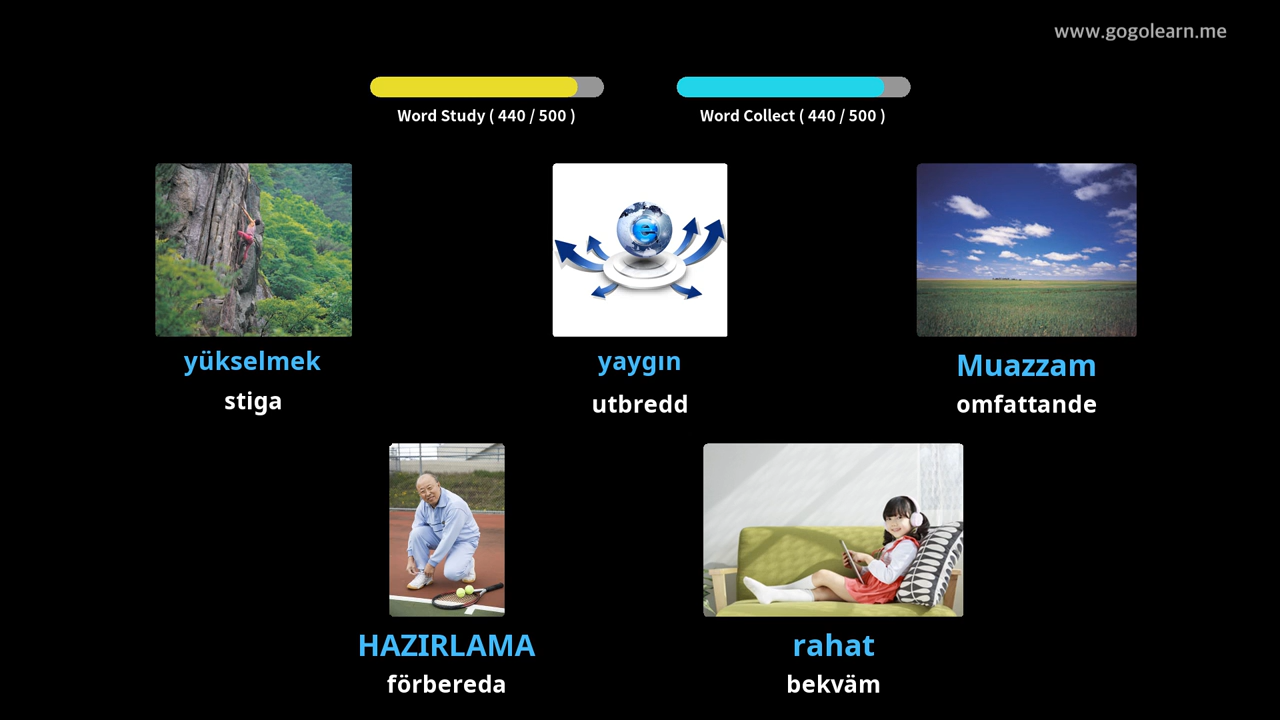 www.gogolearn.me
Word Study ( 440 / 500 )
Word Collect ( 440 / 500 )
yükselmek
stiga
e
yaygın
utbredd
Muazzam
omfattande
HAZIRLAMA
förbereda
rahat
bekväm